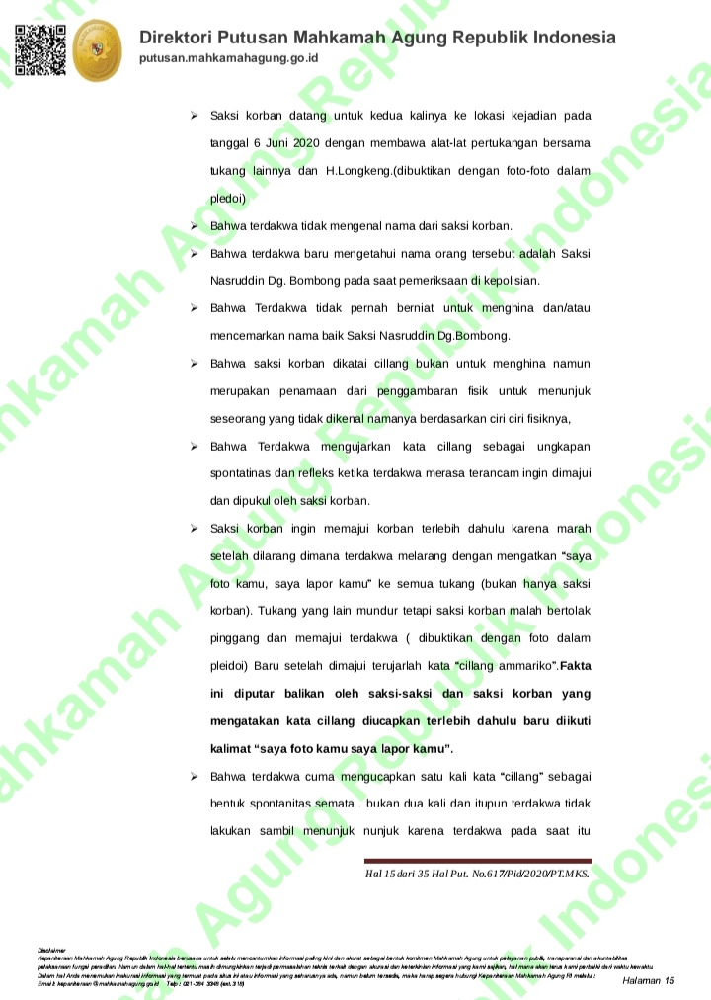 Direktori Putusan Mahkamah Agung Republik Indonesia
putusan.mahkamahagung.go.id
➢ Saksi korban datang untuk kedua kalinya ke lokasi kejadian pada
tanggal 6 Juni 2020 dengan membawa alat-lat pertukangan bersama
tukang lainnya dan H.Longkeng.(dibuktikan dengan foto-foto dalam
pledoi)
➢ Bahwa terdakwa tidak mengenal nama dari saksi korban.
➢ Bahwa terdakwa baru mengetahui nama orang tersebut adalah Saksi
Nasruddin Dg. Bombong pada saat pemeriksaan di kepolisian.
➢ Bahwa Terdakwa tidak pernah berniat untuk menghina dan/atau
mencemarkan nama baik Saksi Nasruddin Dg.Bombong.
➢ Bahwa saksi korban dikatai cillang bukan untuk menghina namun
merupakan penamaan dari penggambaran fisik untuk menunjuk
seseorang yang tidak dikenal namanya berdasarkan ciri ciri fisiknya,
➢ Bahwa Terdakwa mengujarkan kata cillang sebagai ungkapan
spontatinas dan refleks ketika terdakwa merasa terancam ingin dimajui
dan dipukul oleh saksi korban.
➢ Saksi korban ingin memajui korban terlebih dahulu karena marah
setelah dilarang dimana terdakwa melarang dengan mengatkan “saya
foto kamu, saya lapor kamu” ke semua tukang (bukan hanya saksi
korban). Tukang yang lain mundur tetapi saksi korban malah bertolak
pinggang dan memajui terdakwa ( dibuktikan dengan foto dalam
pleidoi) Baru setelah dimajui terujarlah kata “cillang ammariko”.Fakta
ini diputar balikan oleh saksi-saksi dan saksi korban yang
mengatakan kata cillang diucapkan terlebih dahulu baru diikuti
kalimat “saya foto kamu saya lapor kamu”.
➢ Bahwa terdakwa cuma mengucapkan satu kali kata “cillang” sebagai
bentuk spontanitas semata , bukan dua kali dan itupun terdakwa tidak
lakukan sambil menunjuk nunjuk karena terdakwa pada saat itu
Hal 15 dari 35 Hal Put. No.617/Pid/2020/PT.MKS.
Disclaimer
Kepaniteraan Mahkamah Agung Republik Indonesia berusaha untuk selalu mencantumkan informasi paling kini dan akurat sebagai bentuk komitmen Mahkamah Agung untuk pelayanan publik, transparansi dan akuntabilitas
pelaksanaan fungsi peradilan. Namun dalam hal-hal tertentu masih dimungkinkan terjadi permasalahan teknis terkait dengan akurasi dan keterkinian informasi yang kami sajikan, hal mana akan terus kami perbaiki dari waktu kewaktu.
Dalam hal Anda menemukan inakurasi informasi yang termuat pada situs ini atau informasi yang seharusnya ada, namun belum tersedia, maka harap segera hubungi Kepaniteraan Mahkamah Agung RI melalui :
Email : kepaniteraan@mahkamahagung.go.id Telp : 021-384 3348 (ext.318)
Halaman 15
Mahkamah Agung Republik Indonesia
Mahkamah Agung Republik Indonesia
Mahkamah Agung Republik Indonesia